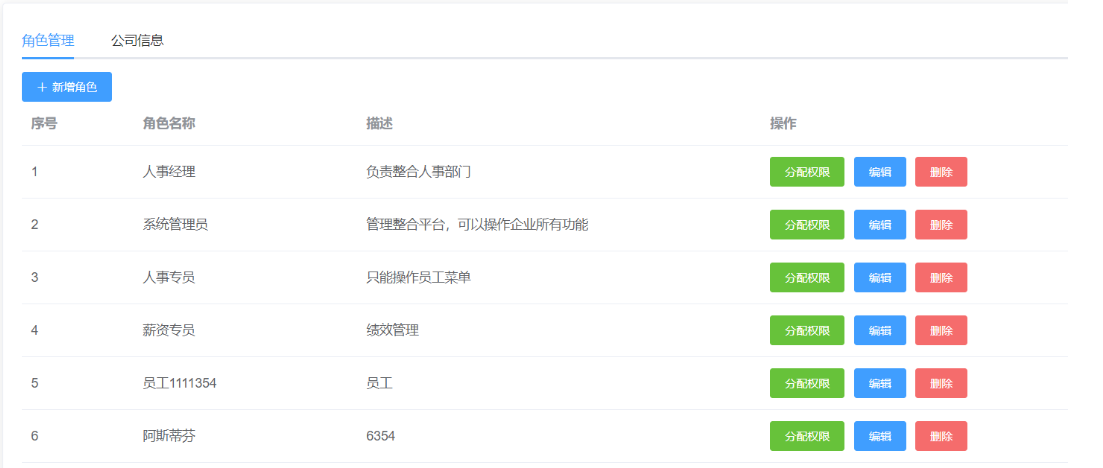 角色管理 公司信息
+ 新增角色
序号 角色名称 描述 操作
1 人事经理 负责整合人事部门 分配权限 编辑 删除
2 系统管理员 管理整合平台，可以操作企业所有功能 分配权限 编辑 删除
3 人事专员 只能操作员工菜单 分配权限 编辑 删除
4 薪资专员 绩效管理 分配权限 编辑 删除
5 员工1111354 员工 分配权限 编辑 删除
6 阿斯蒂芬 6354 分配权限 编辑 删除